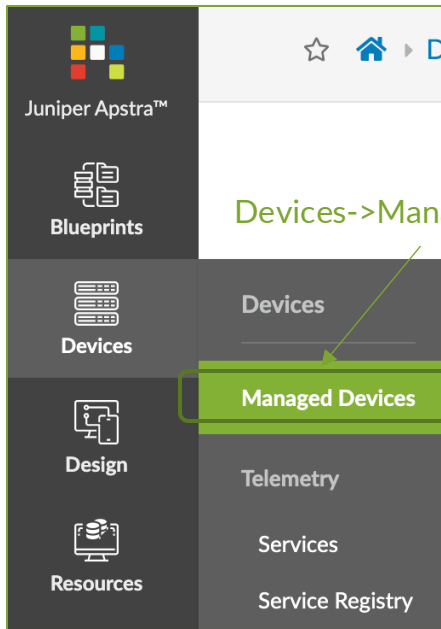 Juniper Apstra™
Blueprints
Devices->Man
Devices
Devices
Managed Devices
Design
Telemetry
Services
Resources
Service Registry